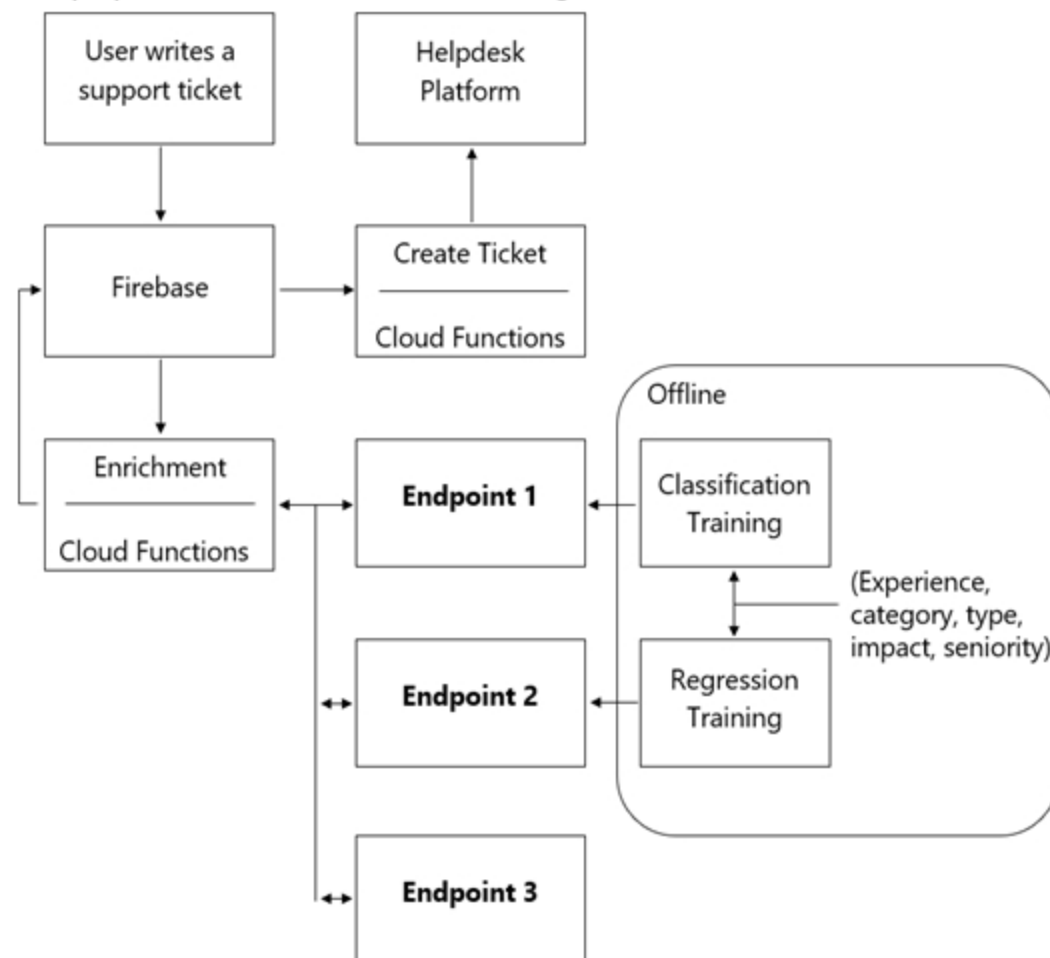 User writes a
support ticket
Helpdesk
Platform
Firebase
Create Ticket
Cloud Functions
Offline
Enrichment
Cloud Functions
Endpoint 1
Classification
Training
(Experience,
category, type,
impact, seniority)
Endpoint 2
Regression
Training
Endpoint 3